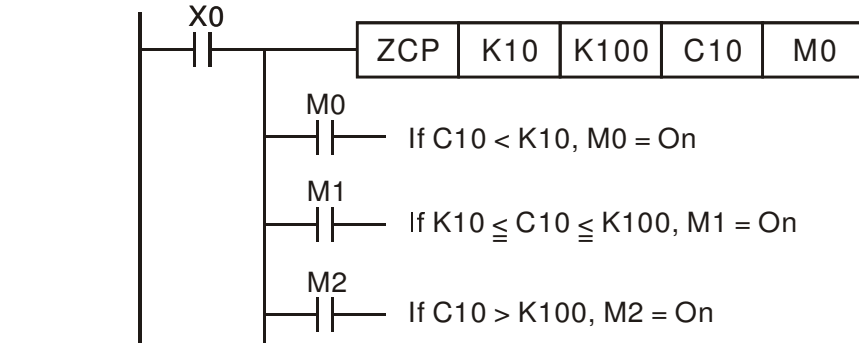 X0
ZCP K10 K100 C10 M0
M0
If C10 < K10, M0 = On
M1
If K10 ≦ C10 ≦ K100, M1 = On
M2
If C10 > K100, M2 = On